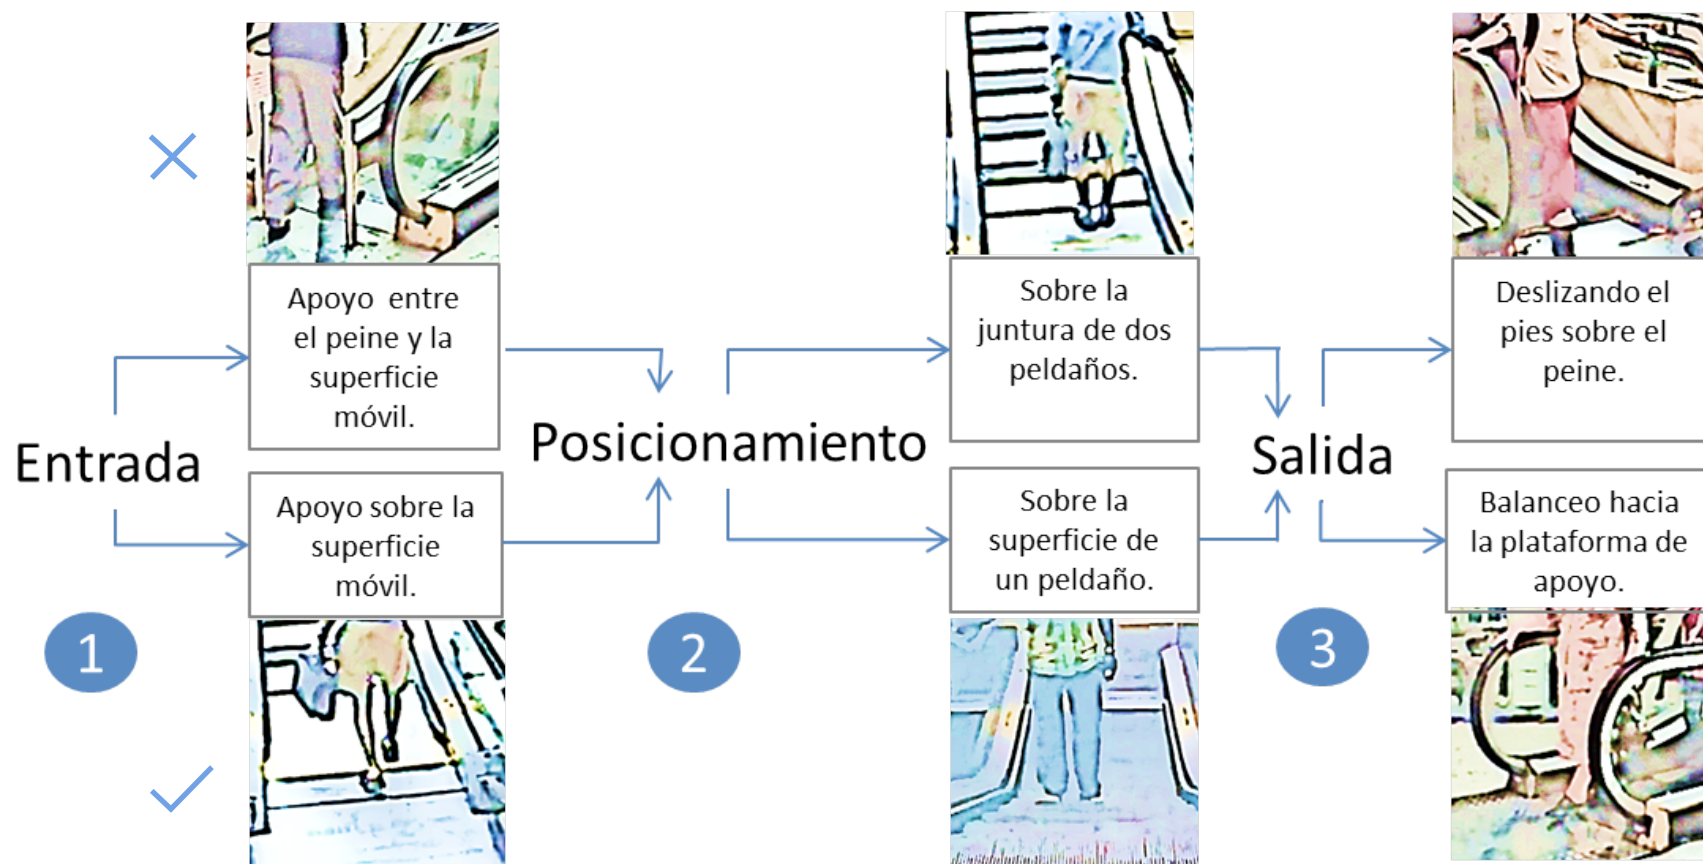 Entrada
1
Apoyo entre
el peine y la
superficie
móvil.
Apoyo sobre la
superficie
móvil.
Posicionamiento
2
Sobre la
juntura de dos
peldaños.
Sobre la
superficie de
un peldaño.
Salida
3
Deslizando el
pies sobre el
peine.
Balanceo hacia
la plataforma de
apoyo.